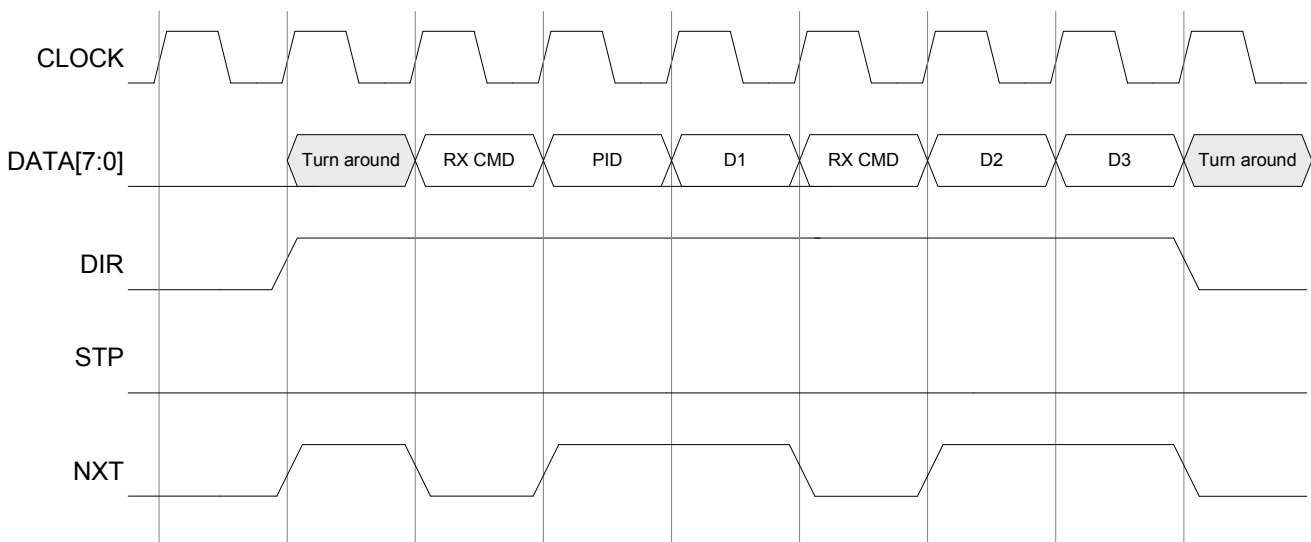 CLOCK
DATA[7:0]
Turn around RX CMD PID D1 RX CMD D2 D3 Turn around
DIR
STP
NXT